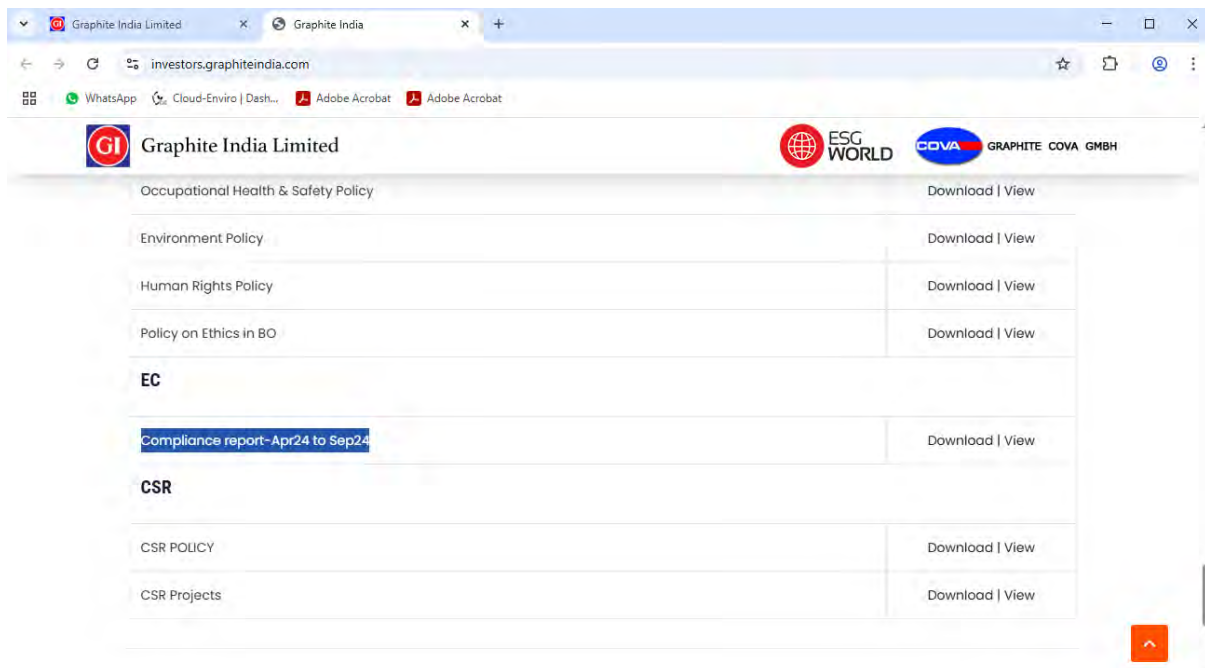 Graphite India Limited
Graphite India
investors.graphiteindia.com
WhatsApp
Cloud-Enviro | Dash...
Adobe Acrobat
Adobe Acrobat
GI
Graphite India Limited
ESG
WORLD
COVA
GRAPHITE COVA GMBH
Occupational Health & Safety Policy Download | View
Environment Policy Download | View
Human Rights Policy Download | View
Policy on Ethics in BO Download | View
EC
Compliance report-Apr24 to Sep24 Download | View
CSR
CSR POLICY Download | View
CSR Projects Download | View